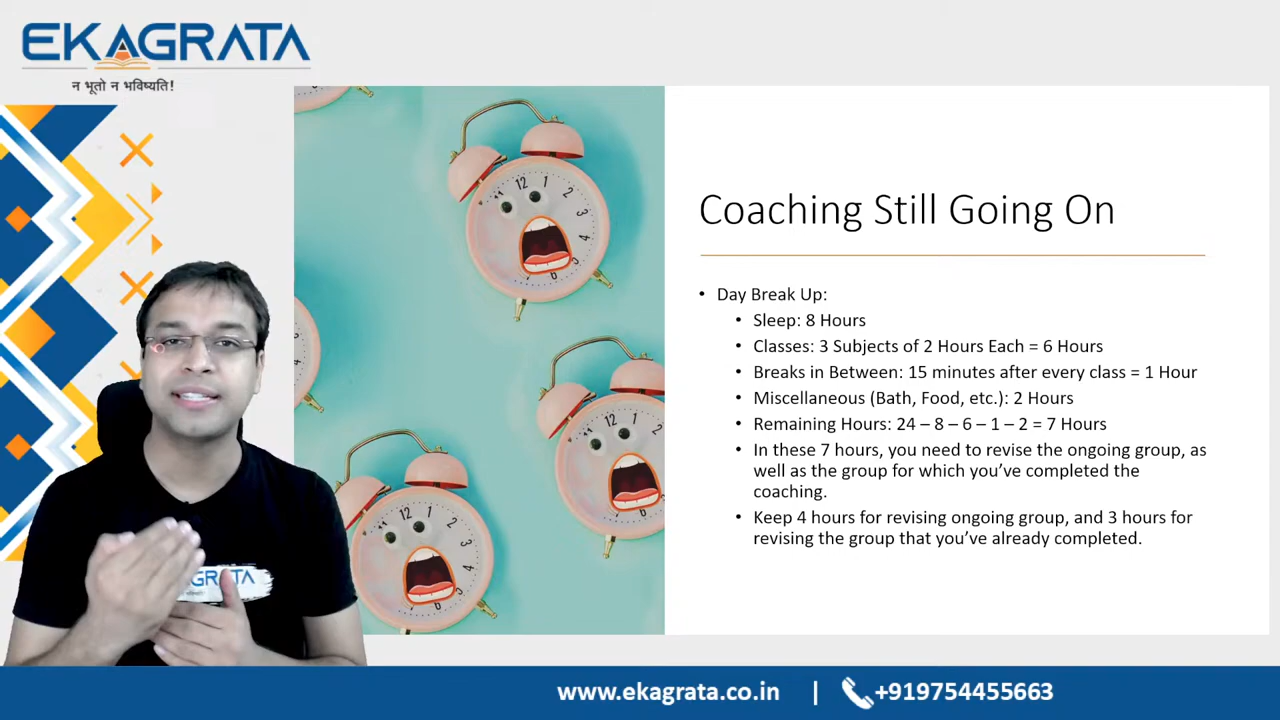 EKAGRATA
न भूतो न भविष्यति!
Coaching Still Going On
• Day Break Up:
• Sleep: 8 Hours
• Classes: 3 Subjects of 2 Hours Each = 6 Hours
• Breaks in Between: 15 minutes after every class = 1 Hour
• Miscellaneous (Bath, Food, etc.): 2 Hours
• Remaining Hours: 24 – 8 – 6 – 1 – 2 = 7 Hours
• In these 7 hours, you need to revise the ongoing group, as
well as the group for which you've completed the
coaching.
• Keep 4 hours for revising ongoing group, and 3 hours for
revising the group that you've already completed.
www.ekagrata.co.in | +919754455663